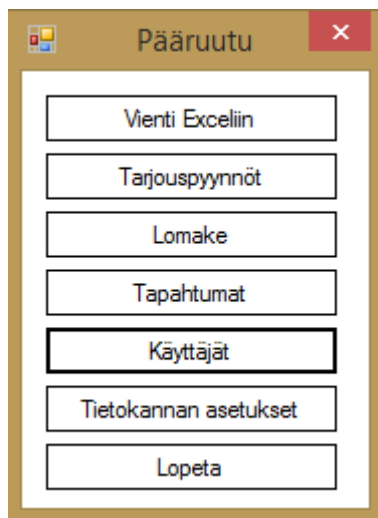 Pääruutu
Vienti Exceliin
Tarjouspyynnöt
Lomake
Tapahtumat
Käyttäjät
Tietokannan asetukset
Lopeta